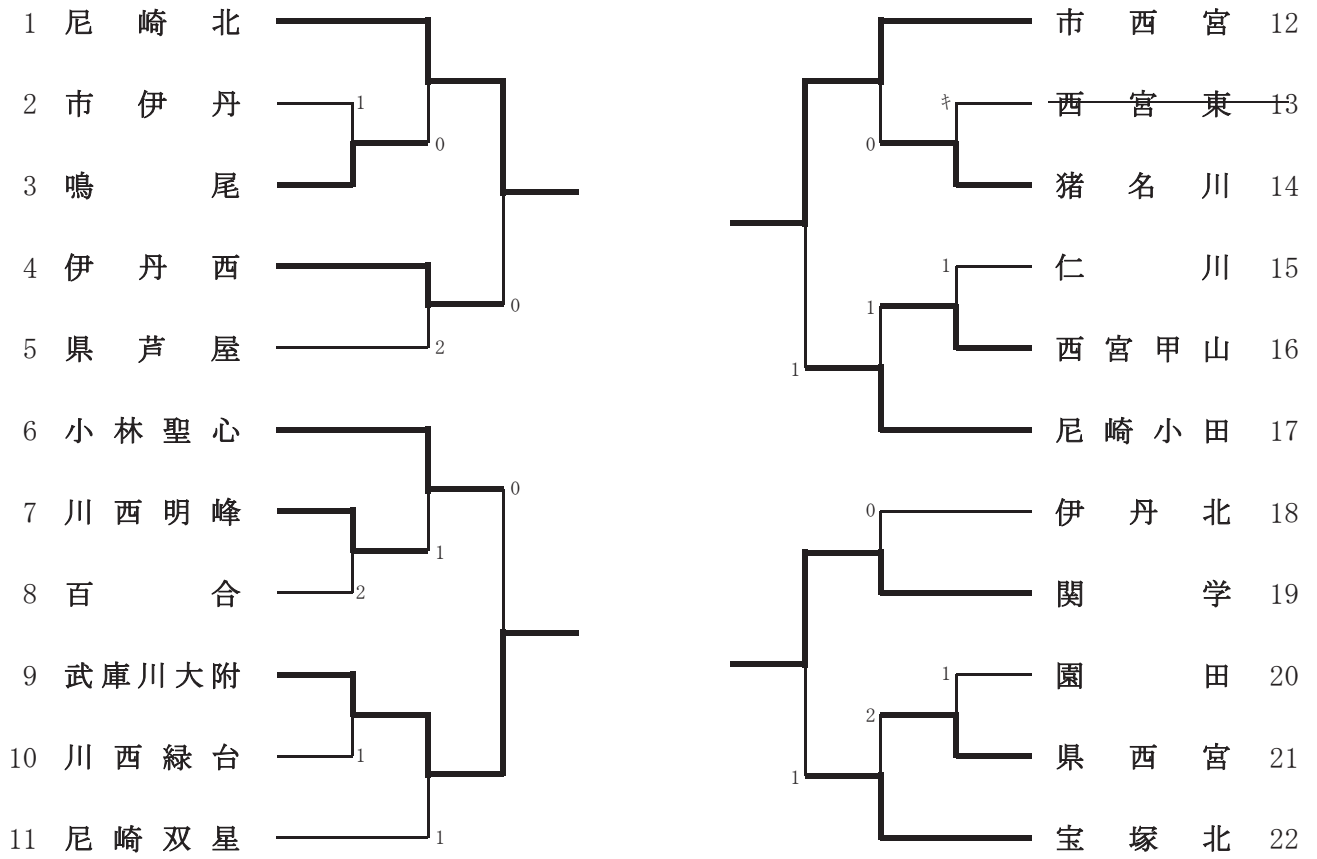 1 尼崎北
2 市伊丹 1
0
3 鳴尾
4 伊丹西
0
5 県芦屋 2
6 小林聖心
0
7 川西明峰
1
8 百合 2
9 武庫川大附
10 川西緑台 1
11 尼崎双星 1
市西宮 12
ｷ 西宮東 13
0
猪名川 14
1 仁川 15
1
西宮甲山 16
1
尼崎小田 17
0 伊丹北 18
関学 19
1 園田 20
2
県西宮 21
1
宝塚北 22